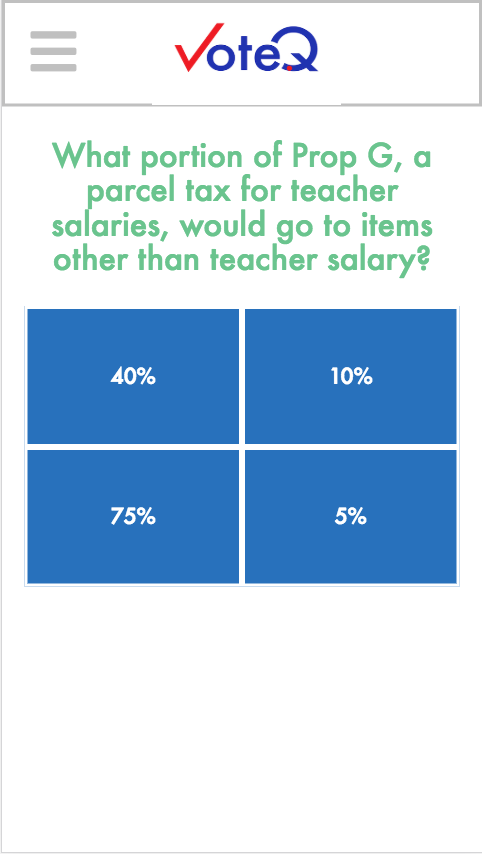 VoteQ
What portion of Prop G, a
parcel tax for teacher
salaries, would go to items
other than teacher salary?
40%
10%
75%
5%